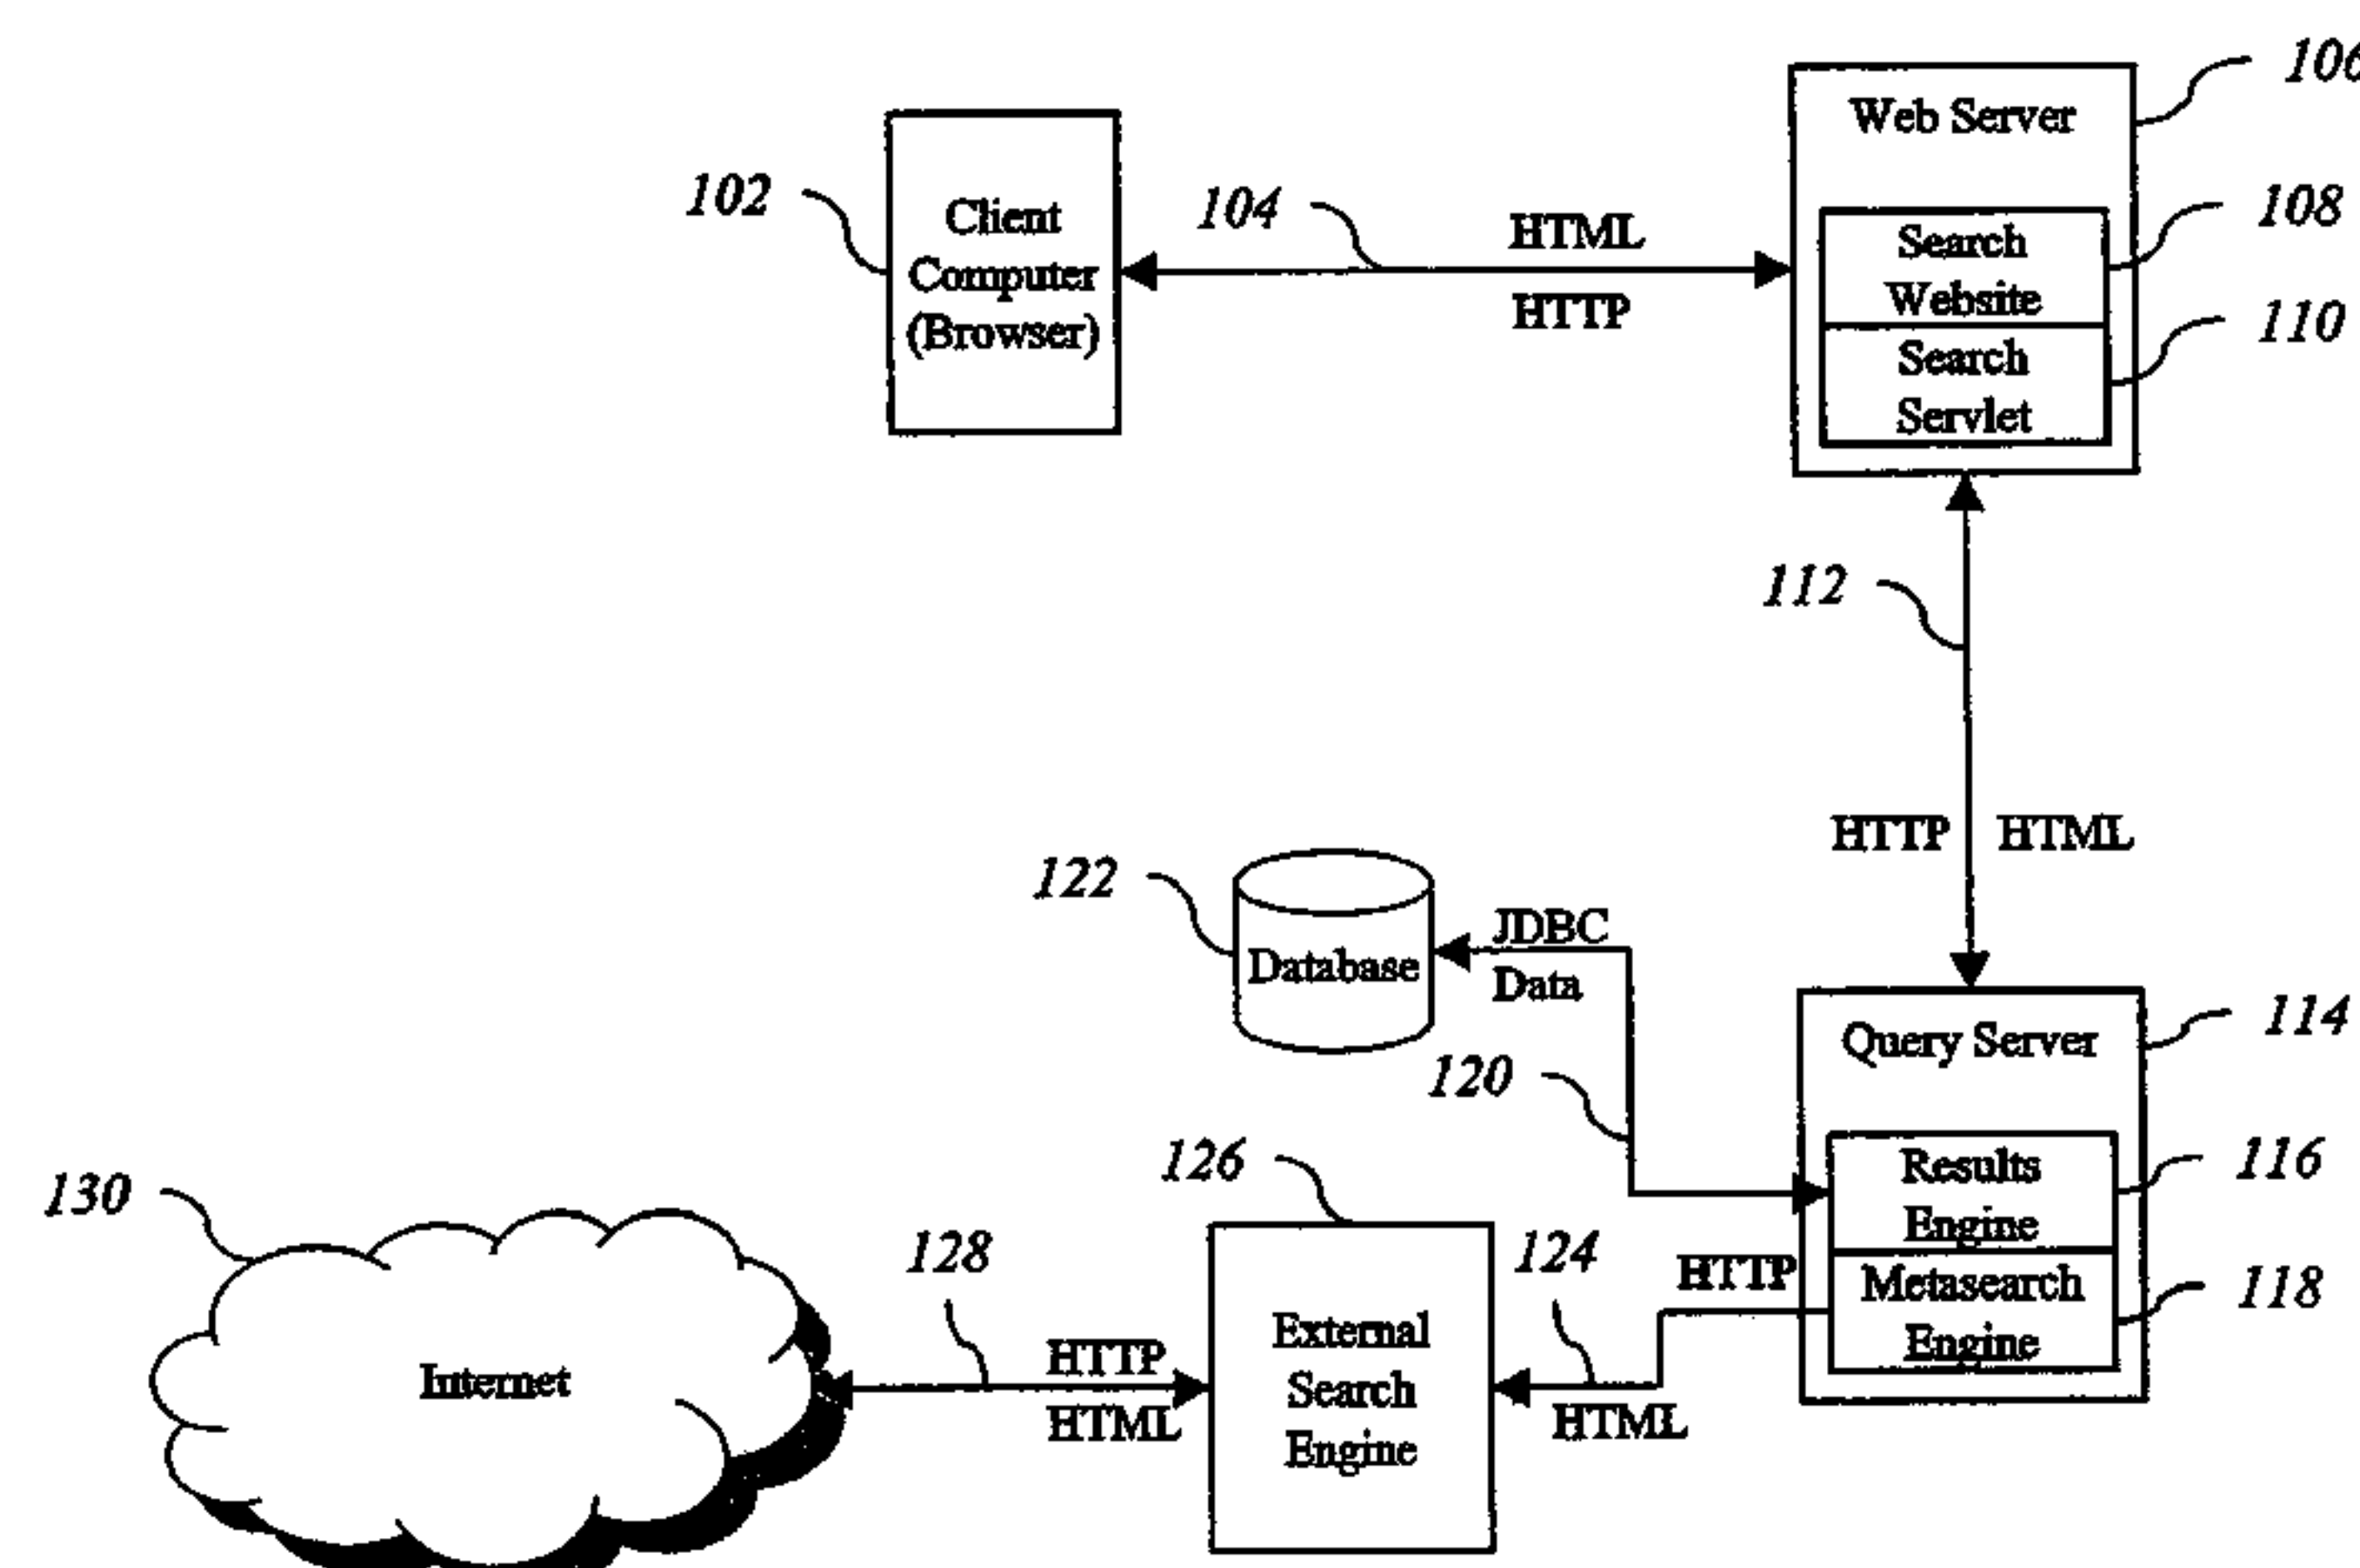 106
Web Server
102
Client
Computer
(Browser)
104
HTML
HTTP
108
Search
Website
110
Search
Servlet
112
HTTP HTML
122
Database
JDBC
Data
120
114
Query Server
116
Results
Engine
118
Metasearch
Engine
130
Internet
128
HTTP
HTML
126
External
Search
Engine
124
HTTP
HTML